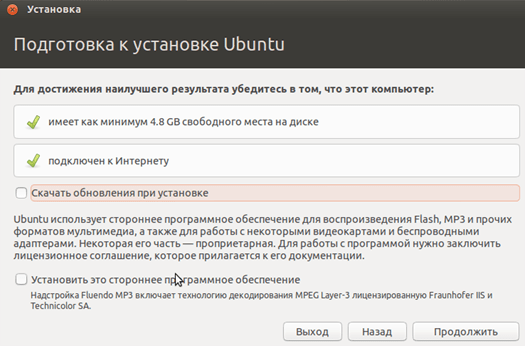 Установка
Подготовка к установке Ubuntu
Для достижения наилучшего результата убедитесь в том, что этот компьютер:
имеет как минимум 4.8 GB свободного места на диске
подключен к Интернету
Скачать обновления при установке
Ubuntu использует стороннее программное обеспечение для воспроизведения Flash, MP3 и прочих
форматов мультимедиа, а также для работы с некоторыми видеокартами и беспроводными
адаптерами. Некоторая его часть — проприетарная. Для работы с программой нужно заключить
лицензионное соглашение, которое прилагается к его документации.
Установить это стороннее программное обеспечение
Надстройка Fluendo MP3 включает технологию декодирования MPEG Layer-3 лицензированную Fraunhofer IIS и
Technicolor SA.
Выход
Назад
Продолжить